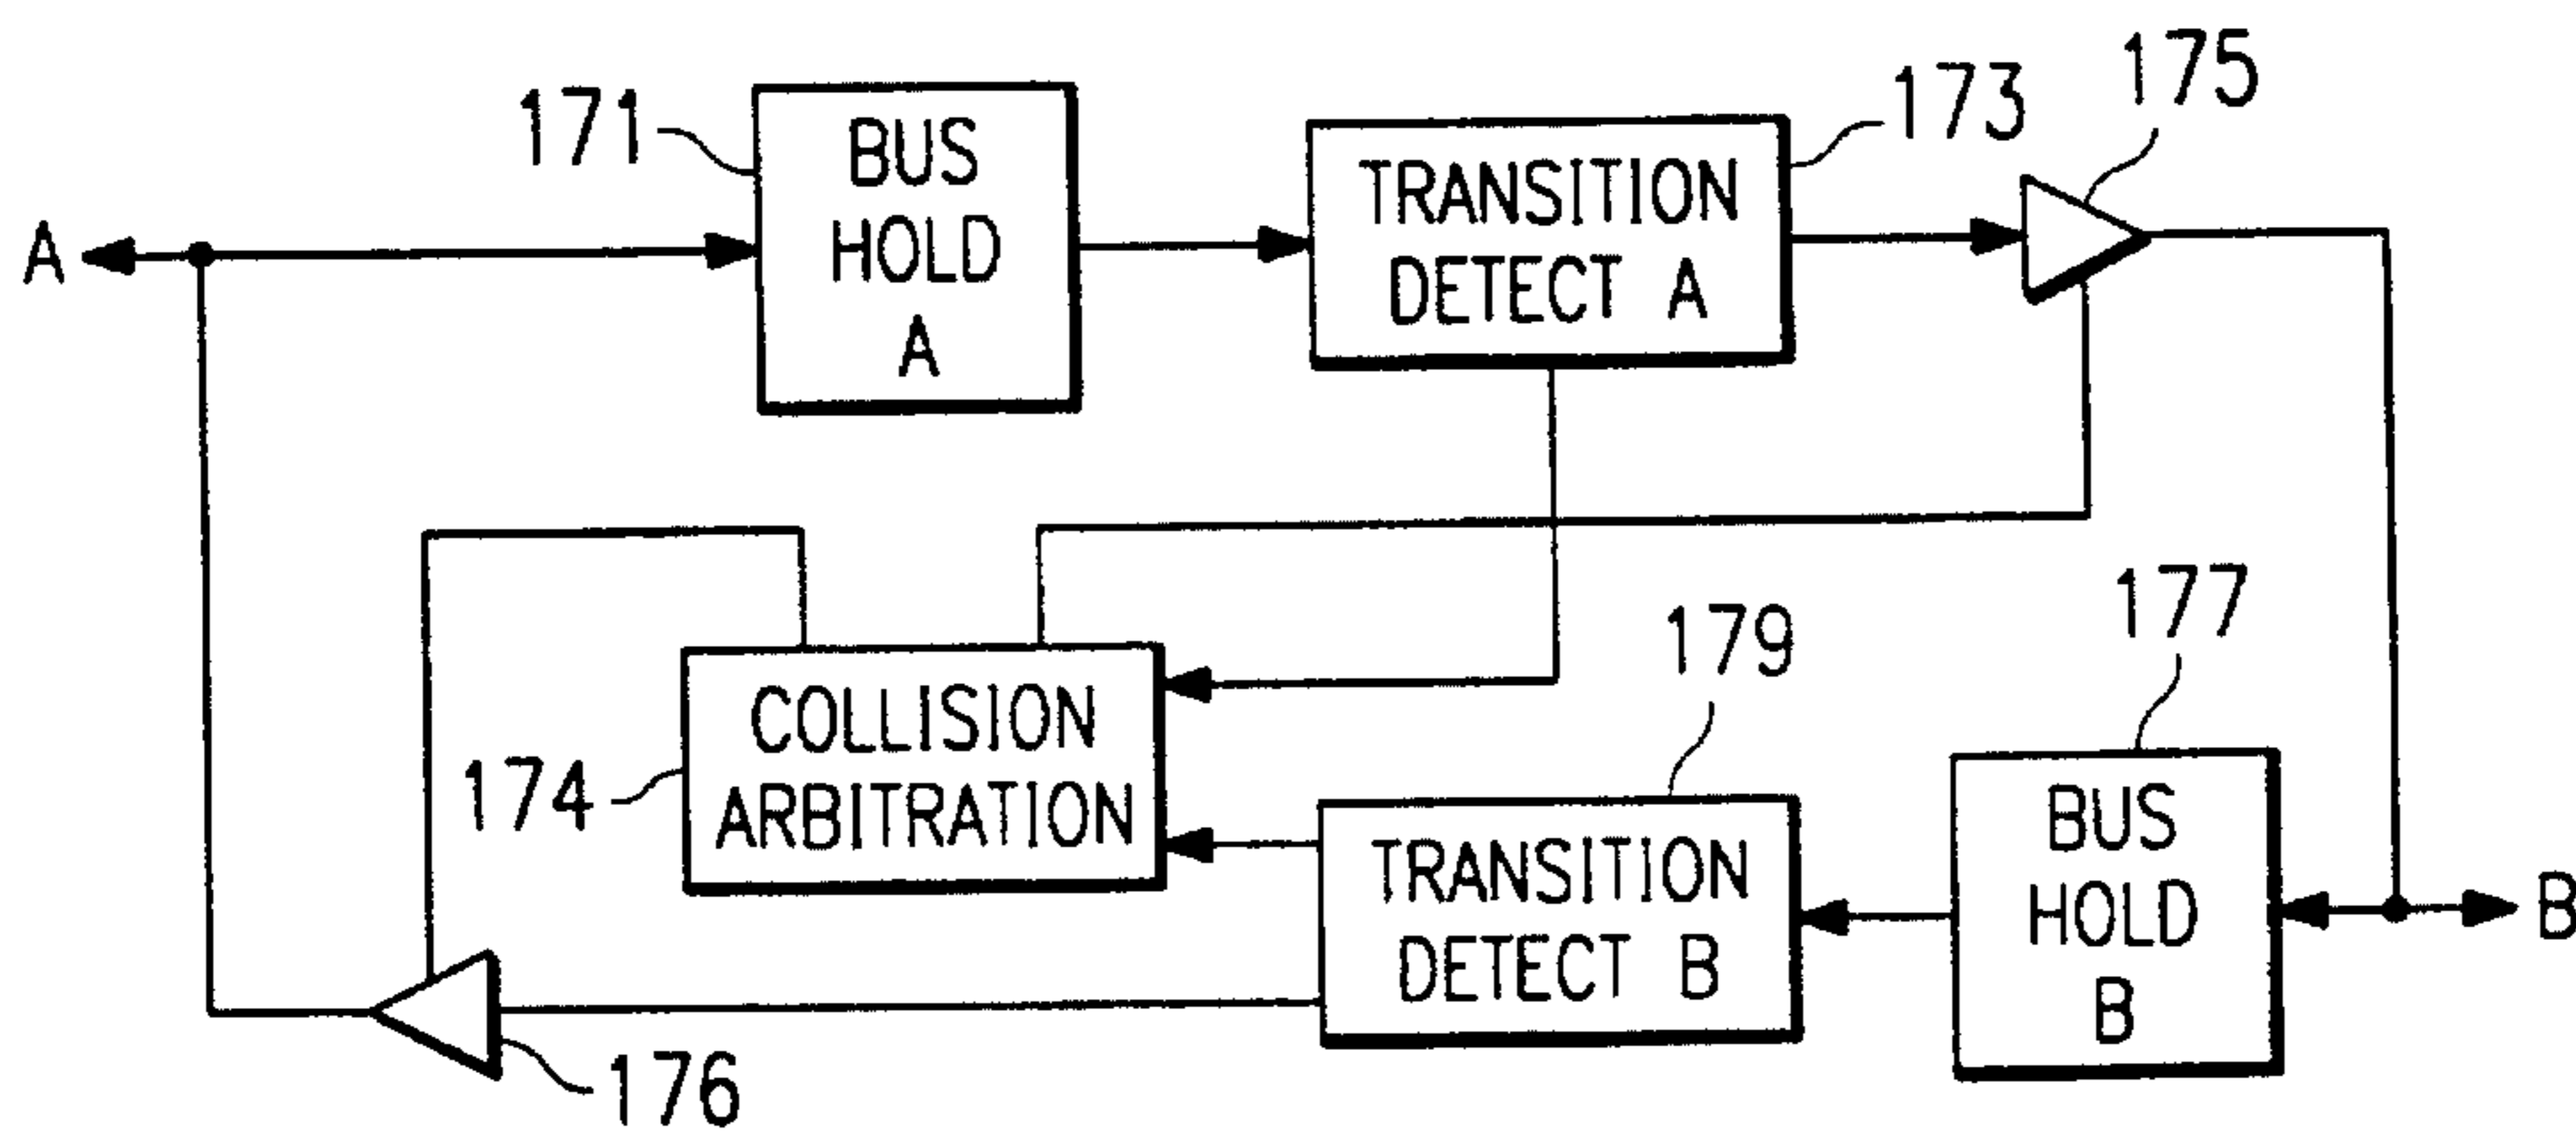 175
173
171
BUS
HOLD
A
TRANSITION
DETECT A
A
177
179
COLLISION
ARBITRATION
174
BUS
HOLD
B
TRANSITION
DETECT B
B
176